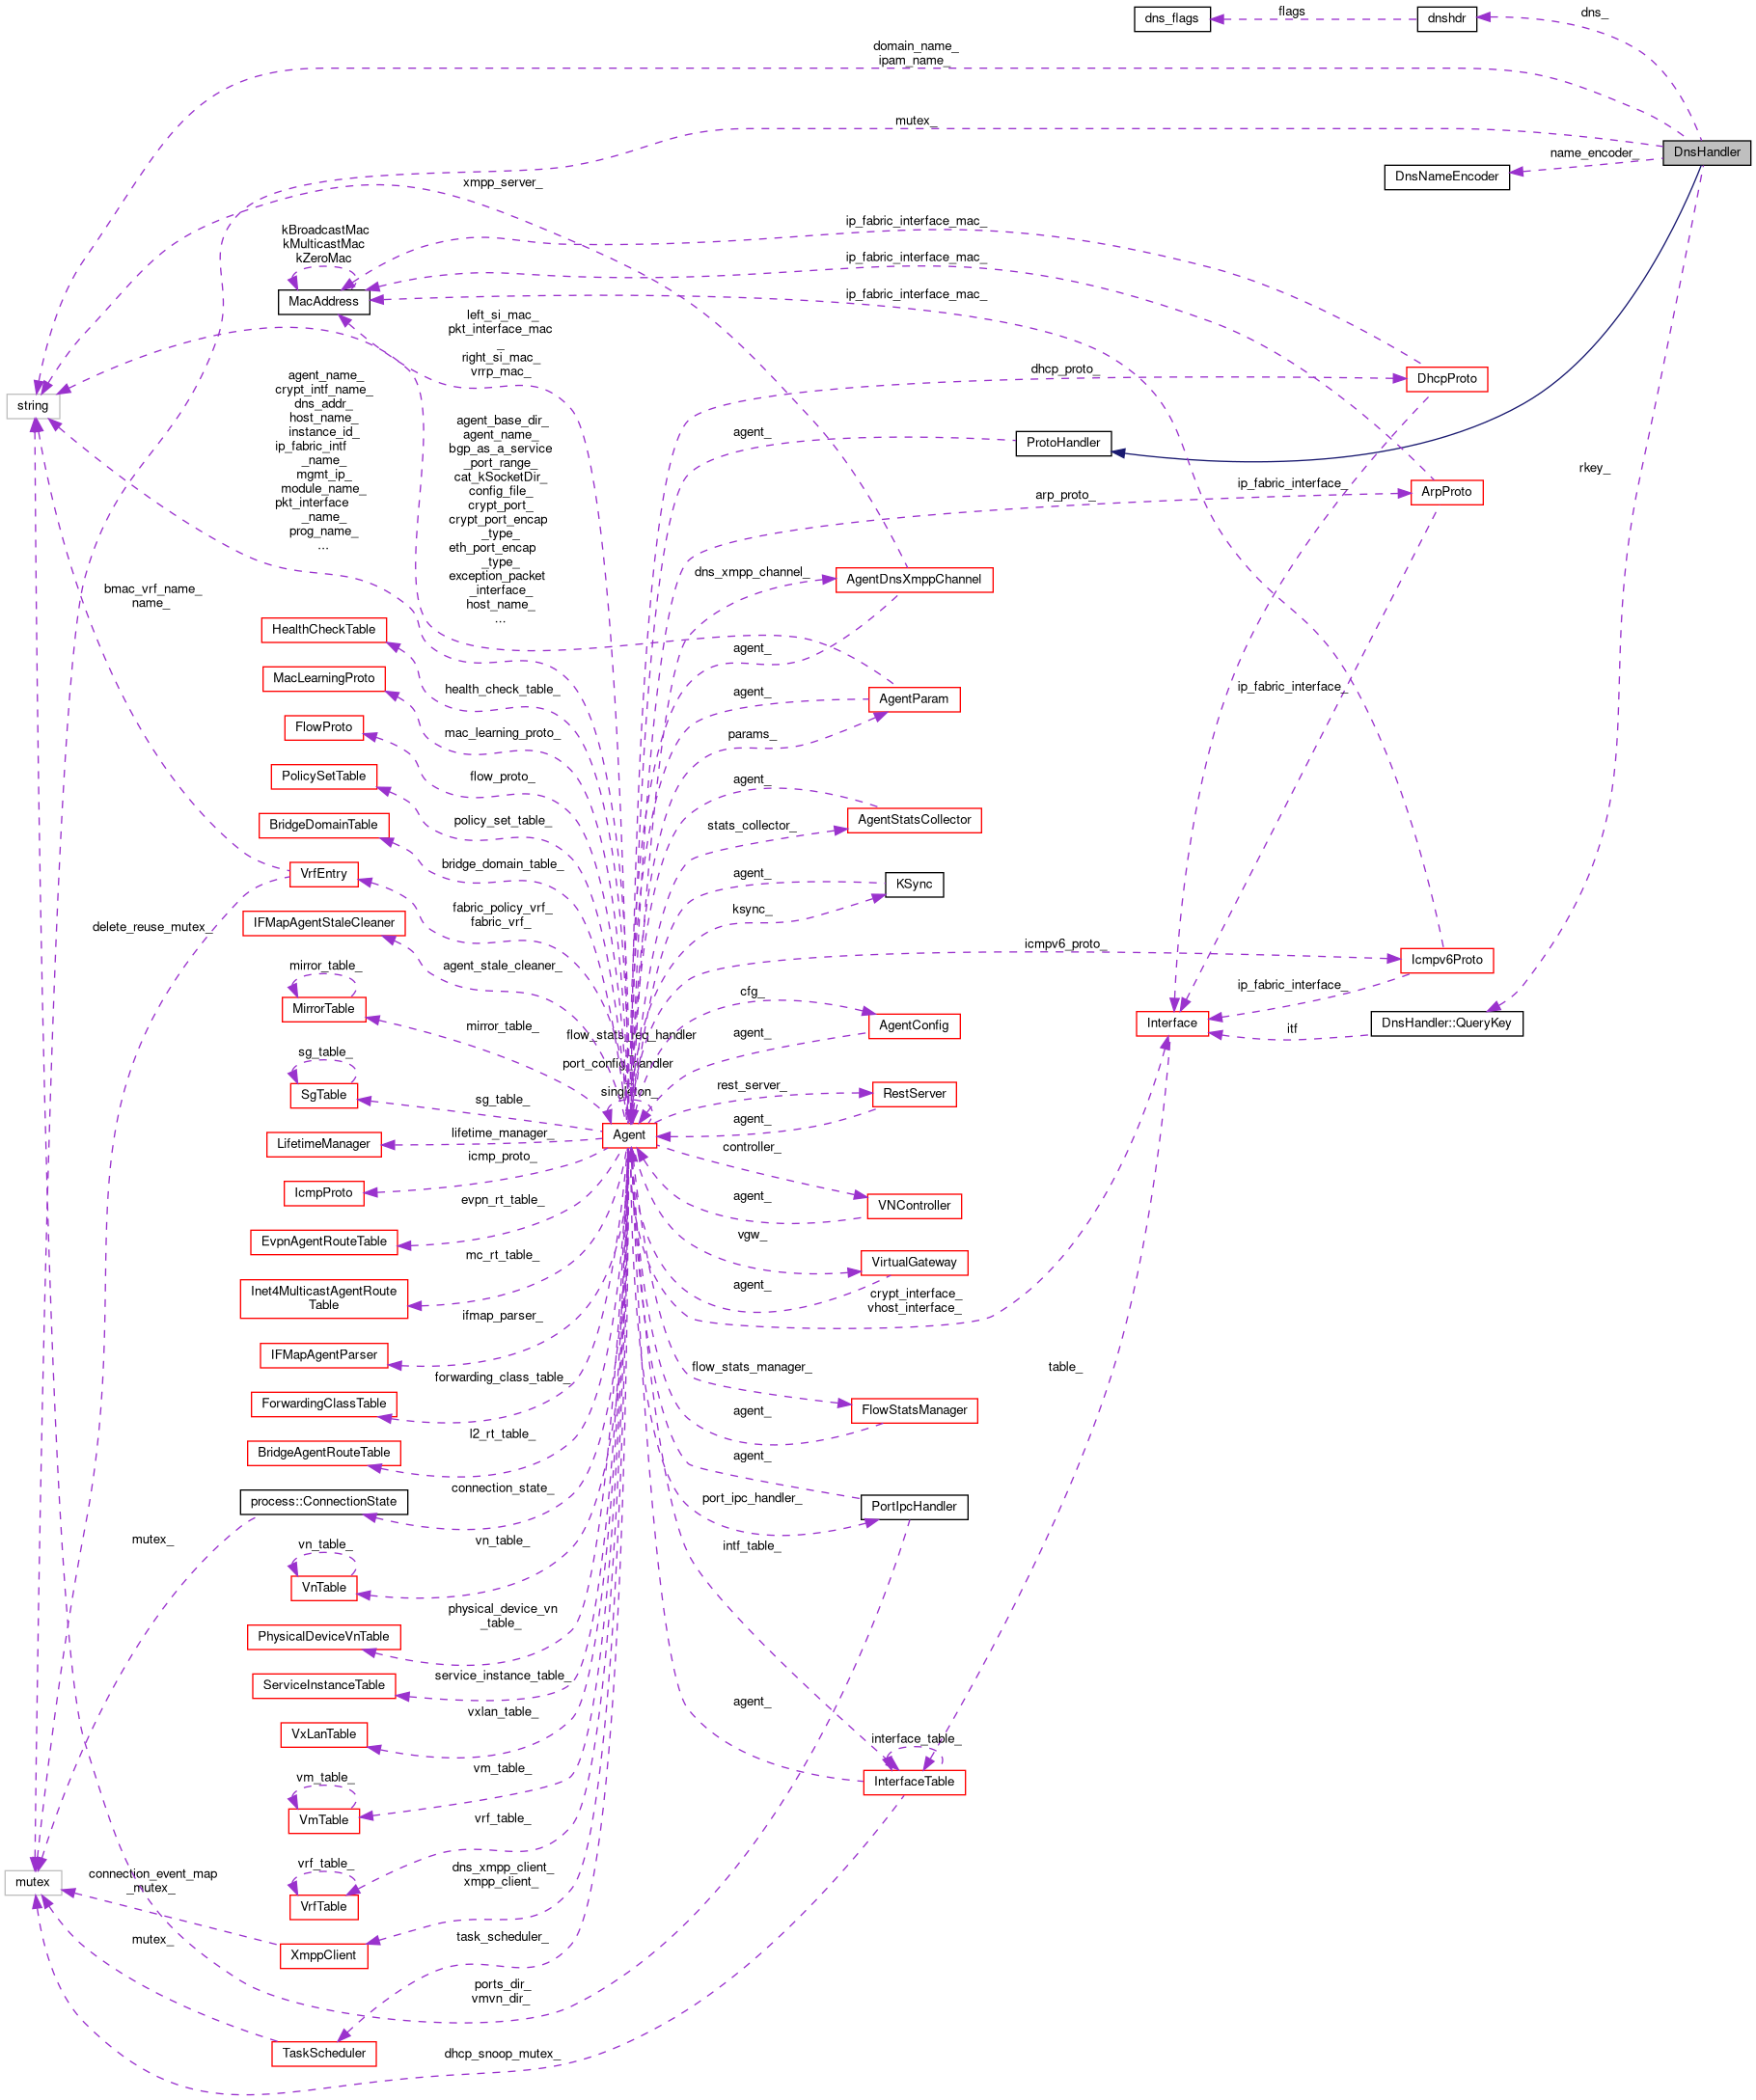 dns_flags
flags
dnshdr
dns_
domain_name_
ipam_name_
mutex_
DnsHandler
name_encoder_
DnsNameEncoder
xmpp_server_
kBroadcastMac
kMulticastMac
kZeroMac
MacAddress
ip_fabric_interface_mac_
ip_fabric_interface_mac_
ip_fabric_interface_mac_
left_si_mac_
pkt_interface_mac
_
right_si_mac_
vrrp_mac_
dhcp_proto_
DhcpProto
string
agent_name_
crypt_intf_name_
dns_addr_
host_name_
instance_id_
ip_fabric_intf
_name_
mgmt_ip_
module_name_
pkt_interface
_name_
prog_name_
...
agent_base_dir_
agent_name_
bgp_as_a_service
_port_range_
cat_kSocketDir_
config_file_
crypt_port_
crypt_port_encap
_type_
eth_port_encap
_type_
exception_packet
_interface_
host_name_
...
agent_
ProtoHandler
rkey_
arp_proto_
ip_fabric_interface_
ArpProto
dns_xmpp_channel_
AgentDnsXmppChannel
bmac_vrf_name_
name_
HealthCheckTable
agent_
MacLearningProto
health_check_table_
agent_
AgentParam
ip_fabric_interface_
FlowProto
mac_learning_proto_
params_
PolicySetTable
flow_proto_
agent_
BridgeDomainTable
policy_set_table_
stats_collector_
AgentStatsCollector
VrfEntry
bridge_domain_table_
agent_
KSync
delete_reuse_mutex_
IFMapAgentStaleCleaner
fabric_policy_vrf_
fabric_vrf_
ksync_
icmpv6_proto_
Icmpv6Proto
mirror_table_
agent_stale_cleaner_
MirrorTable
cfg_
ip_fabric_interface_
mirror_table_
flow_stats_req_handler
agent_
AgentConfig
Interface
itf
DnsHandler::QueryKey
sg_table_
port_config_handler
SgTable
singleton_
rest_server_
RestServer
sg_table_
agent_
LifetimeManager
lifetime_manager_
Agent
controller_
icmp_proto_
IcmpProto
evpn_rt_table_
agent_
VNController
EvpnAgentRouteTable
mc_rt_table_
vgw_
VirtualGateway
Inet4MulticastAgentRoute
Table
agent_
crypt_interface_
vhost_interface_
ifmap_parser_
IFMapAgentParser
forwarding_class_table_
flow_stats_manager_
table_
ForwardingClassTable
agent_
FlowStatsManager
l2_rt_table_
BridgeAgentRouteTable
agent_
connection_state_
process::ConnectionState
port_ipc_handler_
PortIpcHandler
mutex_
vn_table_
vn_table_
intf_table_
VnTable
physical_device_vn
_table_
PhysicalDeviceVnTable
service_instance_table_
ServiceInstanceTable
agent_
vxlan_table_
VxLanTable
interface_table_
vm_table_
vm_table_
InterfaceTable
VmTable
vrf_table_
vrf_table_
mutex
connection_event_map
_mutex_
dns_xmpp_client_
xmpp_client_
VrfTable
mutex_
XmppClient
task_scheduler_
ports_dir_
vmvn_dir_
TaskScheduler
dhcp_snoop_mutex_